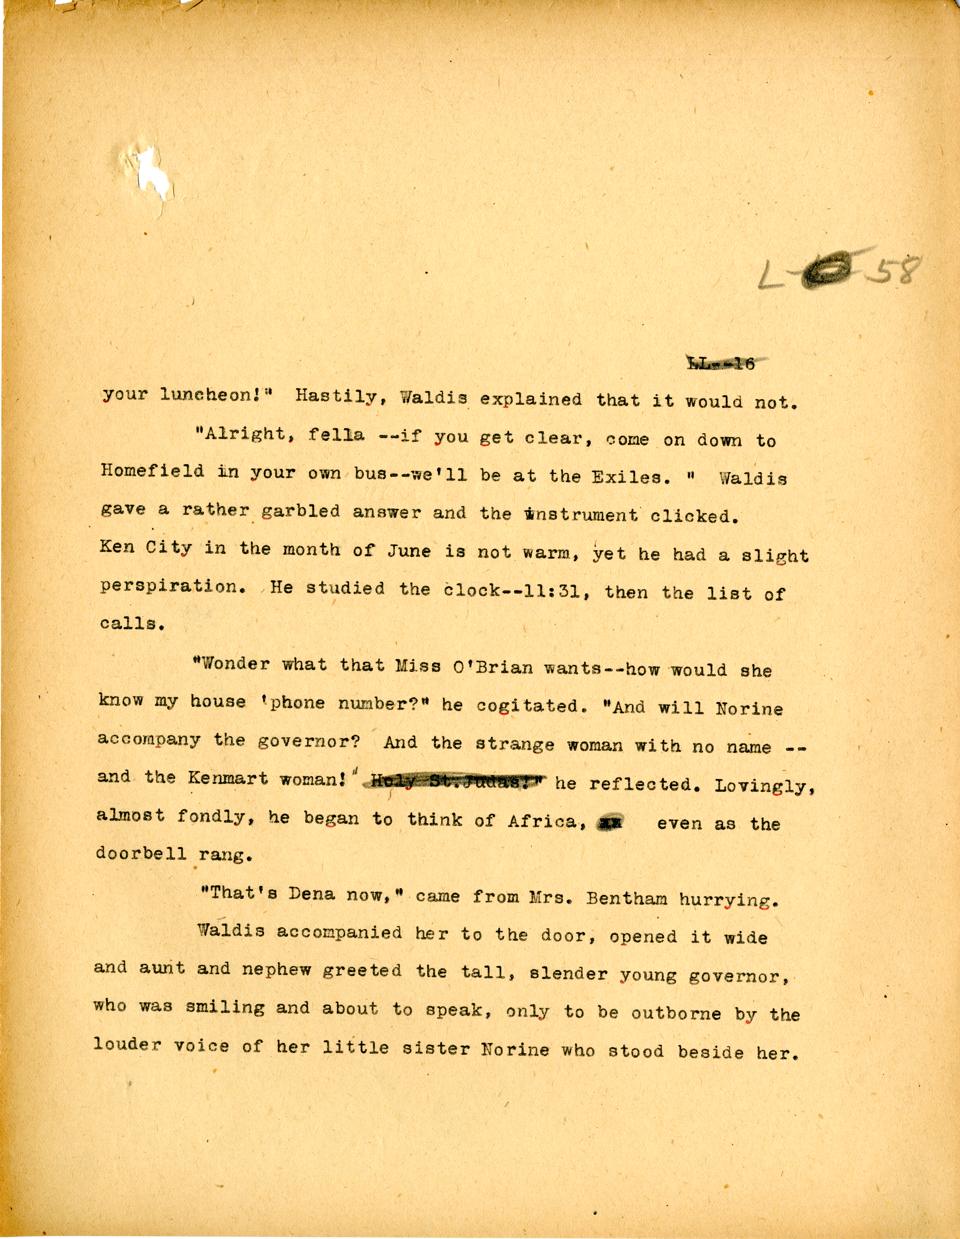 L- 58
LL--16
your luncheon!" Hastily, Waldis explained that it would not.
"Alright, fella --if you get clear, come on down to
Homefield in your own bus--we'll be at the Exiles. " Waldis
gave a rather garbled answer and the instrument clicked.
Ken City in the month of June is not warm, yet he had a slight
perspiration. He studied the clock--11:31, then the list of
calls.
"Wonder what that Miss O'Brian wants--how would she
know my house 'phone number?" he cogitated. "And will Norine
accompany the governor? And the strange woman with no name --
and the Kenmart woman!" Holy St.Judas!" he reflected. Lovingly,
almost fondly, he began to think of Africa, even as the
doorbell rang.
"That's Dena now," came from Mrs. Bentham hurrying.
Waldis accompanied her to the door, opened it wide
and aunt and nephew greeted the tall, slender young governor,
who was smiling and about to speak, only to be outborne by the
louder voice of her little sister Norine who stood beside her.